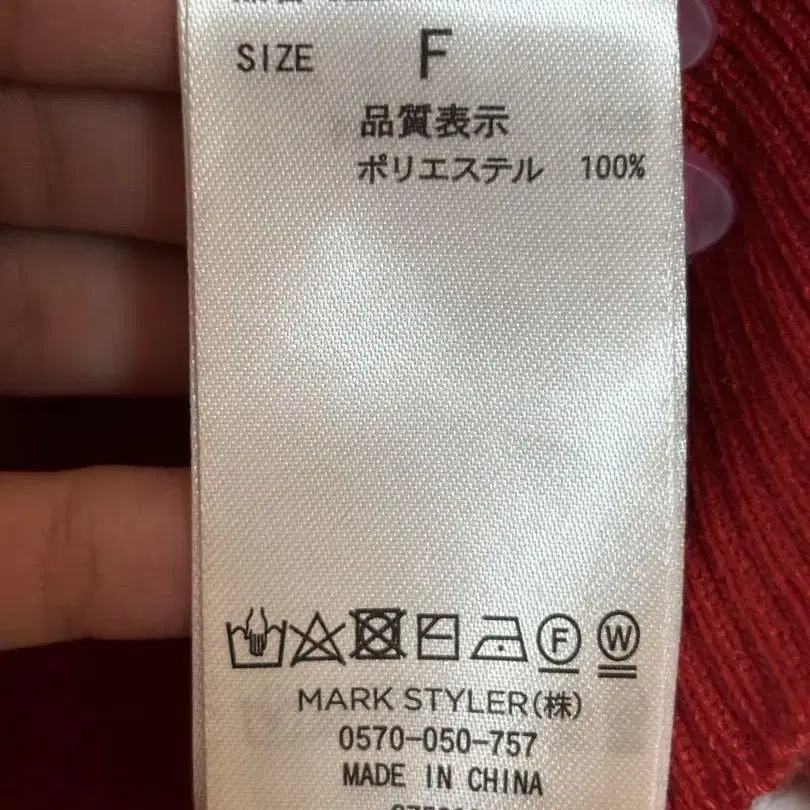 SIZE F
品質表示
ポリエステル 100%
F W
MARK STYLER(株)
0570-050-757
MADE IN CHINA